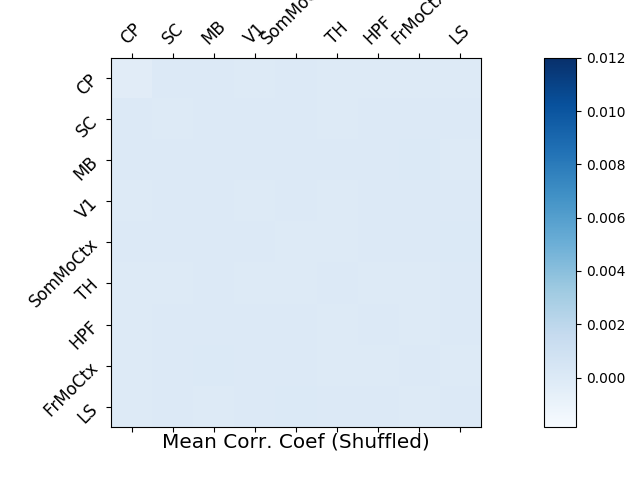 CP SC MB V1 SomMoCtx TH HPF FrMoCtx LS
CP
SC
MB
V1
SomMoCtx
TH
HPF
FrMoCtx
LS
Mean Corr. Coef (Shuffled)
0.012
0.010
0.008
0.006
0.004
0.002
0.000